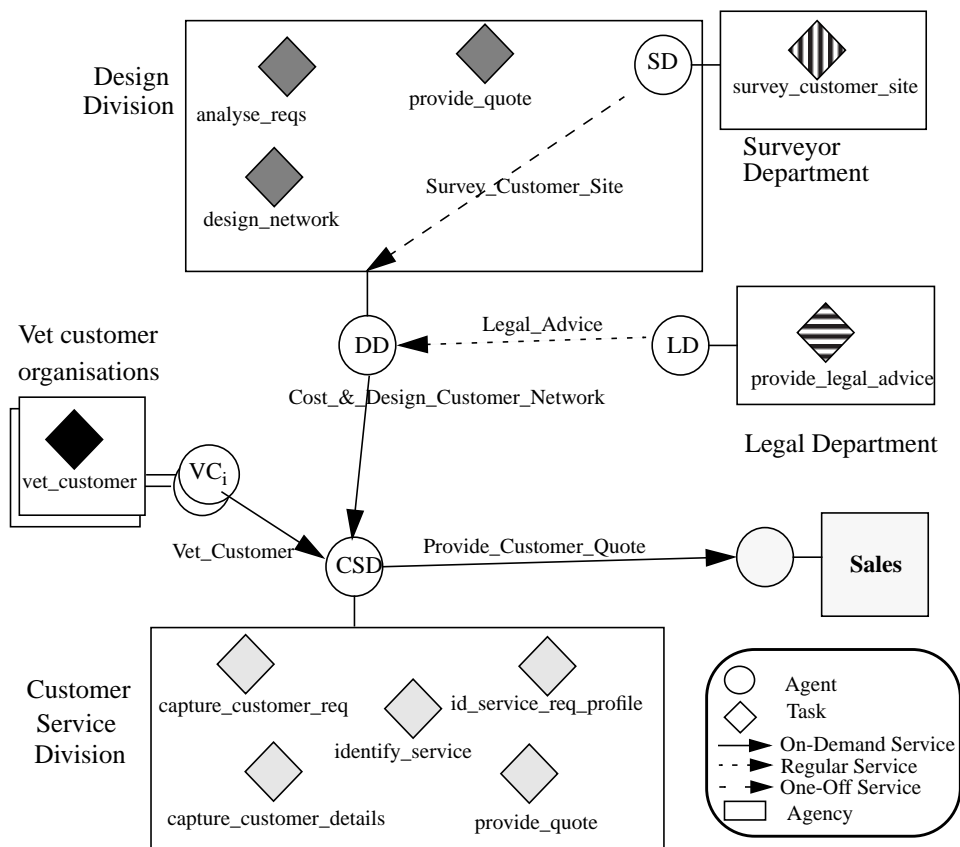 Design
Division
analyse_reqs
provide_quote
design_network
SD
survey_customer_site
Surveyor
Department
Survey_Customer_Site
DD
Legal_Advice
LD
provide_legal_advice
Legal Department
Vet customer
organisations
vet_customer
VCi
Cost_&_Design_Customer_Network
Vet_Customer
CSD
Provide_Customer_Quote
Sales
Customer
Service
Division
capture_customer_req
id_service_req_profile
identify_service
capture_customer_details
provide_quote
Agent
Task
On-Demand Service
Regular Service
One-Off Service
Agency